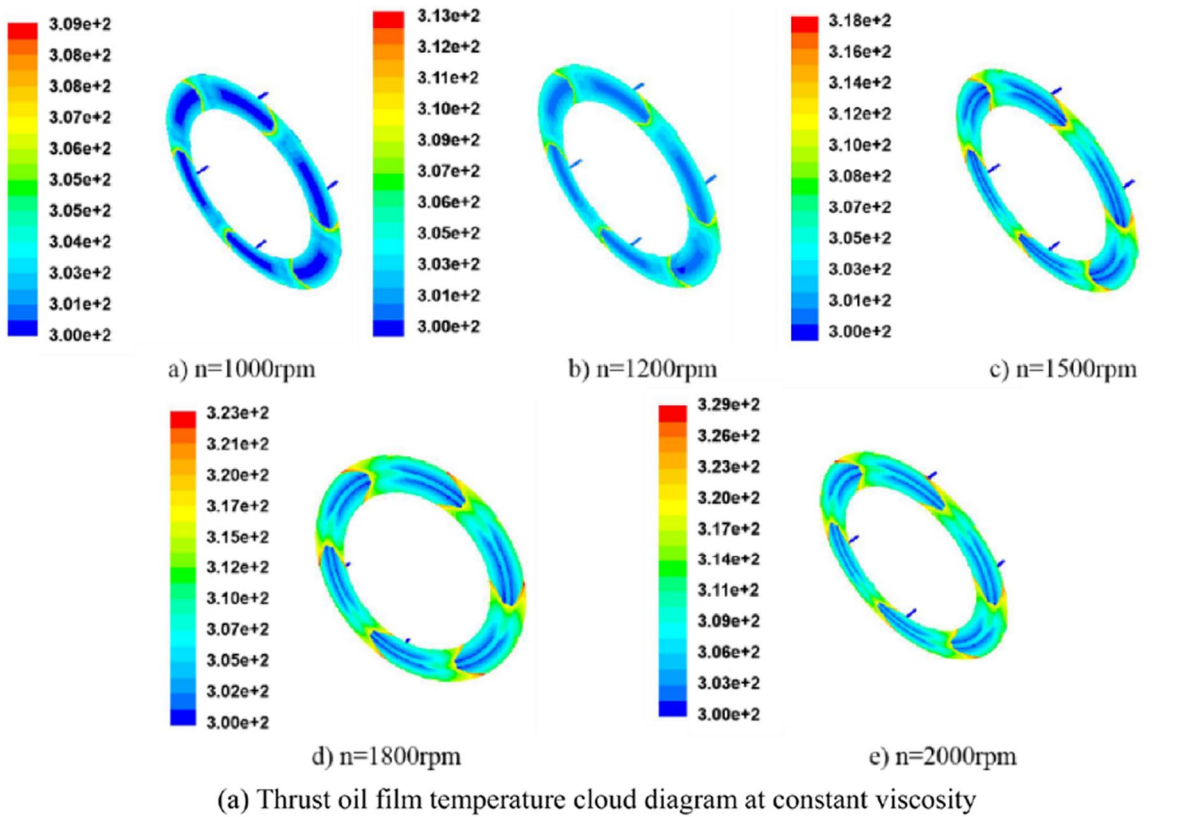 3.09e+2
3.08e+2
3.08e+2
3.07e+2
3.06e+2
3.05e+2
3.05e+2
3.04e+2
3.03e+2
3.01e+2
3.00e+2
a) n=1000rpm
3.13e+2
3.12e+2
3.11e+2
3.10e+2
3.09e+2
3.07e+2
3.06e+2
3.05e+2
3.03e+2
3.01e+2
3.00e+2
b) n=1200rpm
3.18e+2
3.16e+2
3.14e+2
3.12e+2
3.10e+2
3.08e+2
3.07e+2
3.05e+2
3.03e+2
3.01e+2
3.00e+2
c) n=1500rpm
3.23e+2
3.21e+2
3.20e+2
3.17e+2
3.15e+2
3.12e+2
3.10e+2
3.07e+2
3.05e+2
3.02e+2
3.00e+2
d) n=1800rpm
3.29e+2
3.26e+2
3.23e+2
3.20e+2
3.17e+2
3.14e+2
3.11e+2
3.09e+2
3.06e+2
3.03e+2
3.00e+2
e) n=2000rpm
(a) Thrust oil film temperature cloud diagram at constant viscosity